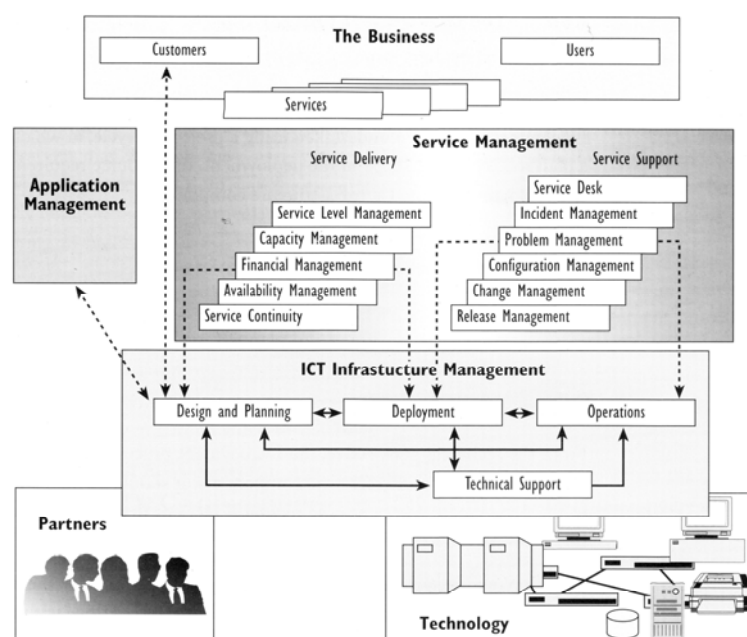 The Business
Customers
Users
Services
Service Management
Service Delivery
Service Support
Application
Management
Service Desk
Service Level Management
Incident Management
Capacity Management
Problem Management
Financial Management
Configuration Management
Availability Management
Change Management
Service Continuity
Release Management
ICT Infrastucture Management
Design and Planning
Deployment
Operations
Technical Support
Partners
Technology